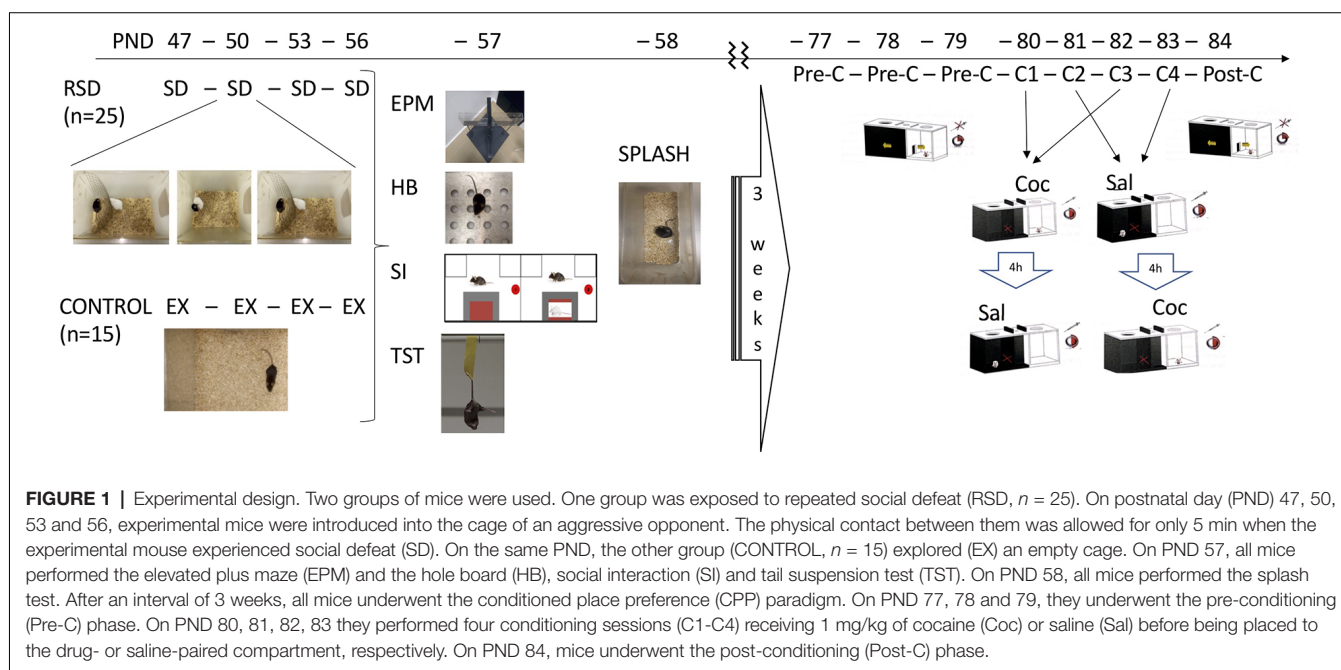 PND 47 – 50 – 53 – 56 – 57 – 58 – 77 – 78 – 79 – 80 – 81 – 82 – 83 – 84
Pre-C – Pre-C – Pre-C – C1 – C2 – C3 – C4 – Post-C
RSD SD – SD – SD – SD
(n=25)
CONTROL EX – EX – EX – EX
(n=15)
EPM
HB
SI
TST
SPLASH
3 weeks
Coc Sal
4h 4h
Sal Coc
FIGURE 1 | Experimental design. Two groups of mice were used. One group was exposed to repeated social defeat (RSD, n = 25). On postnatal day (PND) 47, 50,
53 and 56, experimental mice were introduced into the cage of an aggressive opponent. The physical contact between them was allowed for only 5 min when the
experimental mouse experienced social defeat (SD). On the same PND, the other group (CONTROL, n = 15) explored (EX) an empty cage. On PND 57, all mice
performed the elevated plus maze (EPM) and the hole board (HB), social interaction (SI) and tail suspension test (TST). On PND 58, all mice performed the splash
test. After an interval of 3 weeks, all mice underwent the conditioned place preference (CPP) paradigm. On PND 77, 78 and 79, they underwent the pre-conditioning
(Pre-C) phase. On PND 80, 81, 82, 83 they performed four conditioning sessions (C1-C4) receiving 1 mg/kg of cocaine (Coc) or saline (Sal) before being placed to
the drug- or saline-paired compartment, respectively. On PND 84, mice underwent the post-conditioning (Post-C) phase.